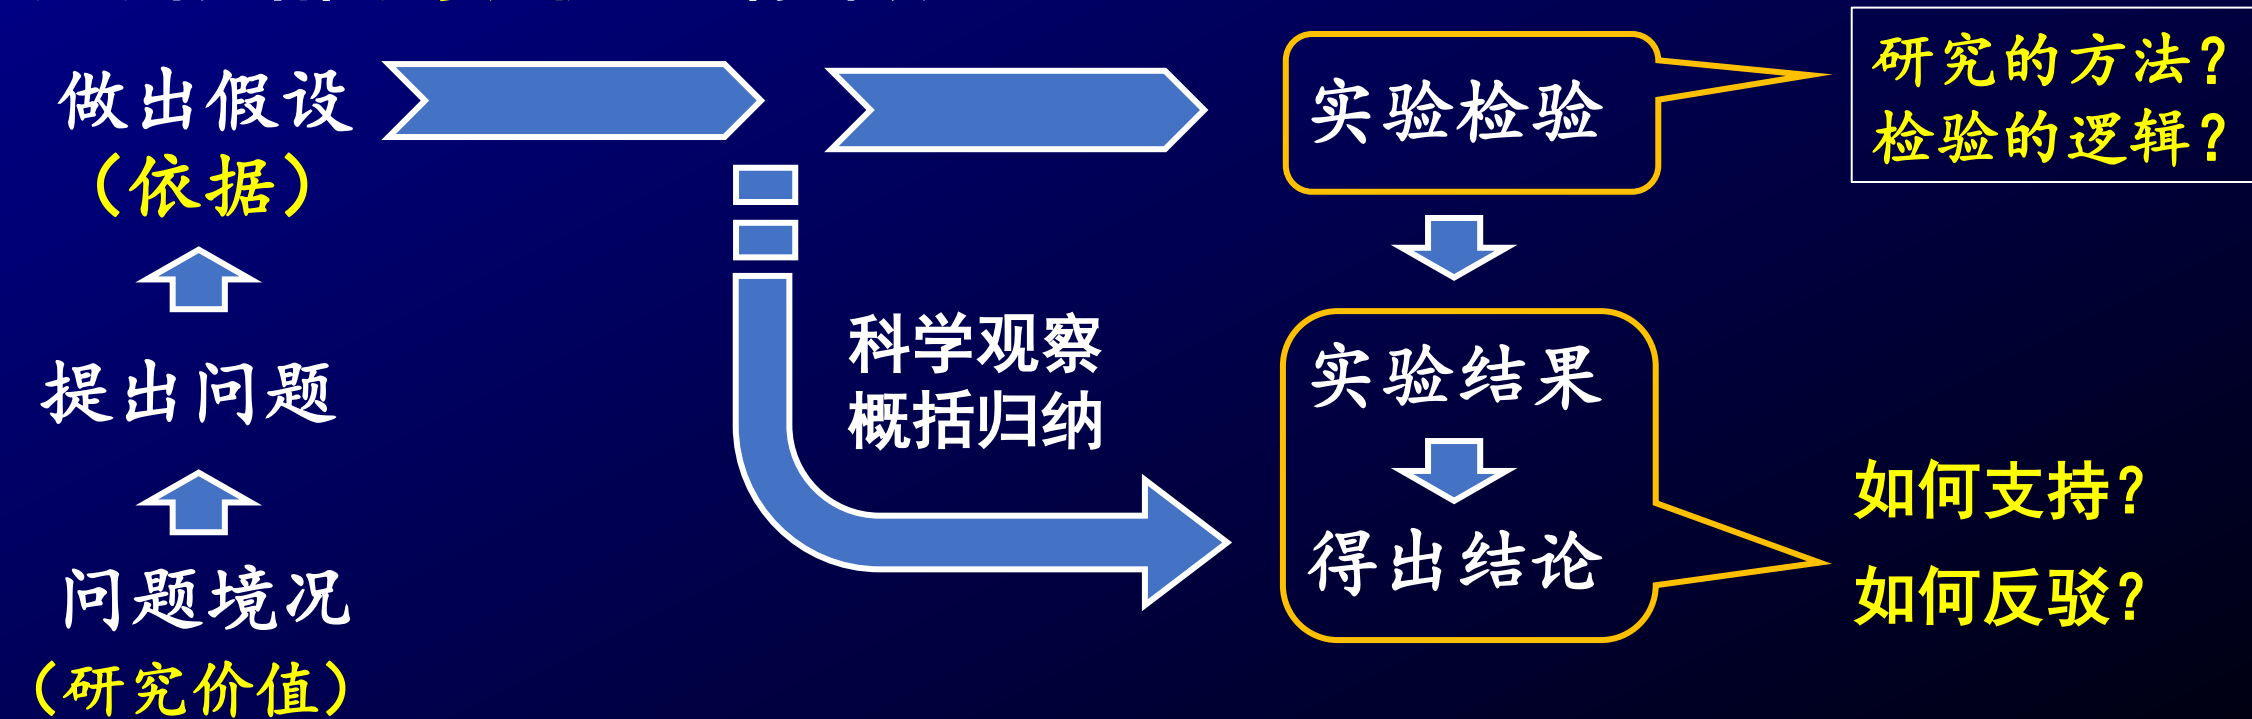 做出假设
（依据）
提出问题
问题境况
（研究价值）
科学观察
概括归纳
实验检验
实验结果
得出结论
研究的方法？
检验的逻辑？
如何支持？
如何反驳？